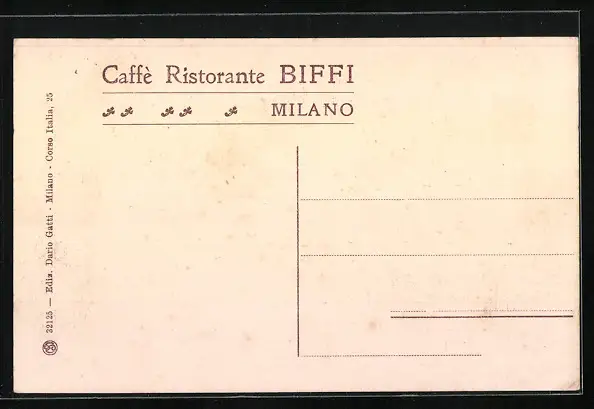 Caffè Ristorante BIFFI
MILANO
32125 — Ediz. Dario Gatti - Milano - Corso Italia, 25